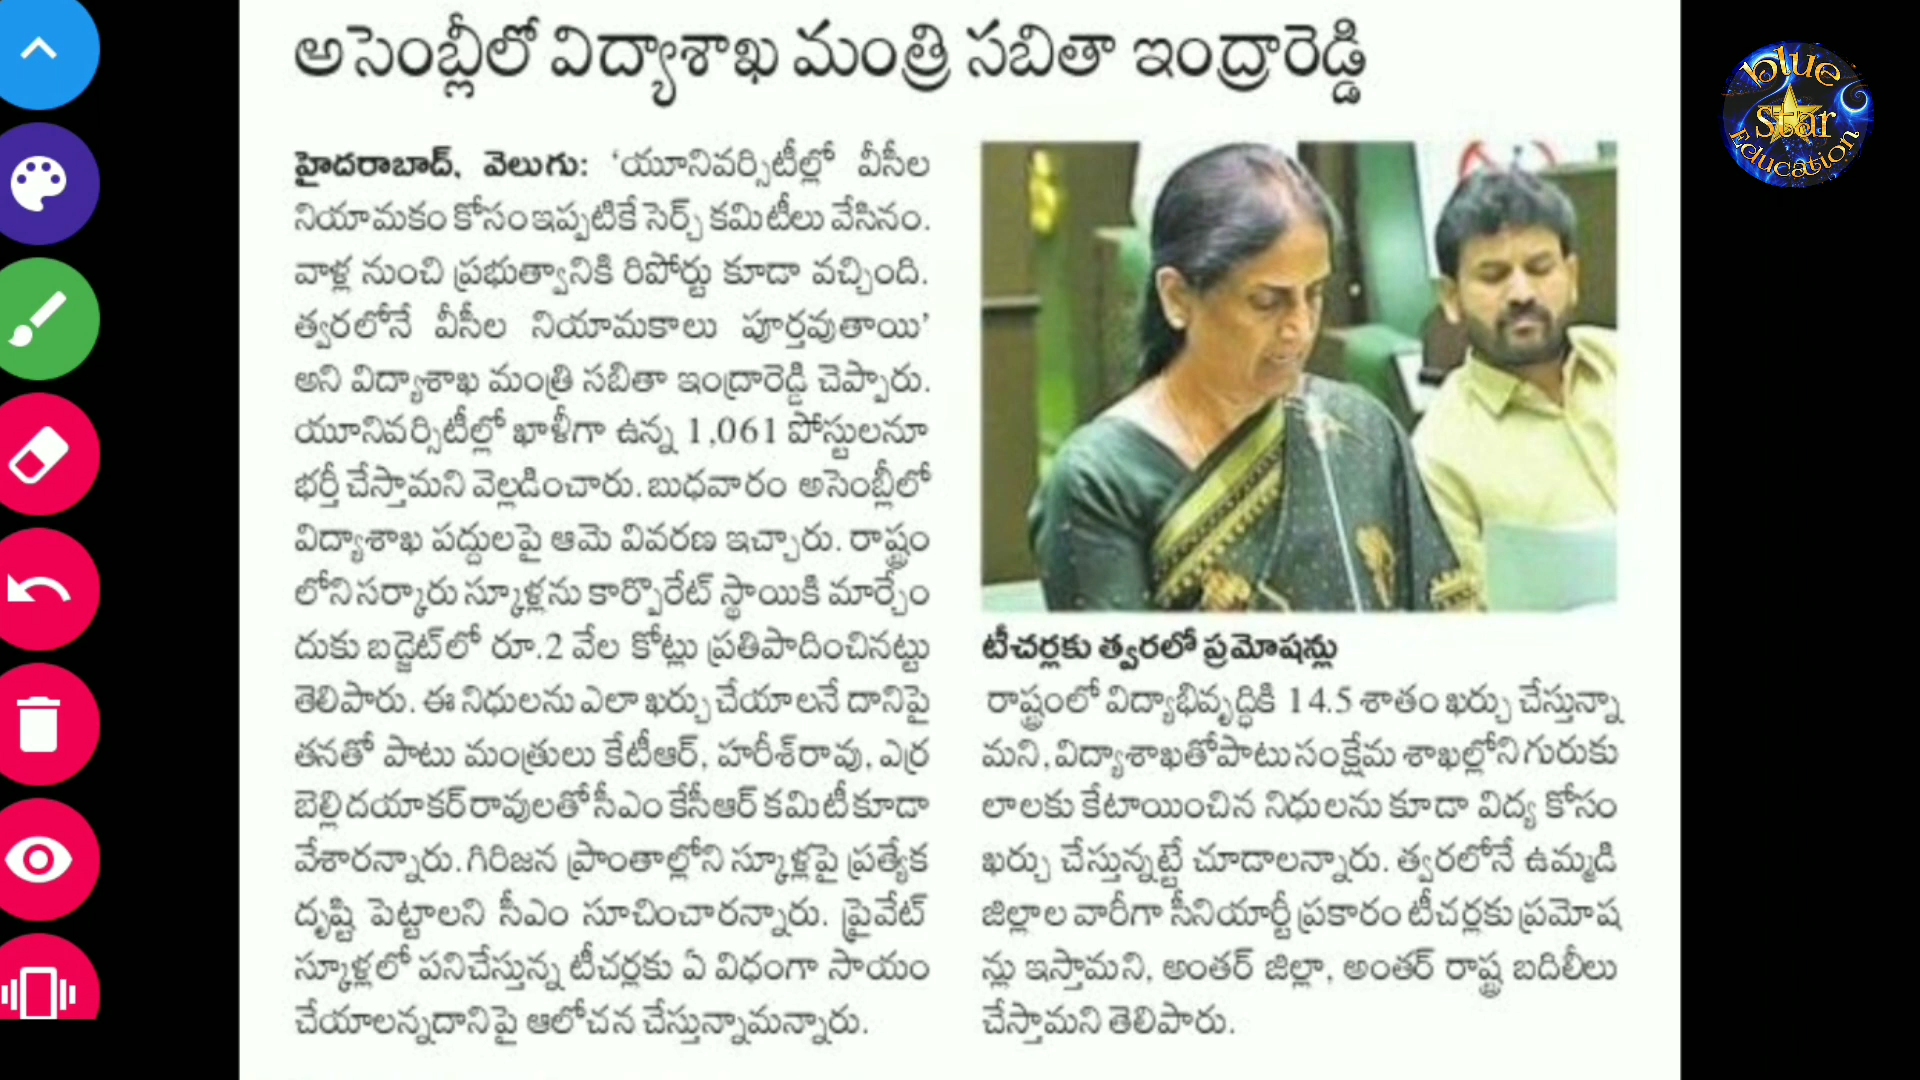 అసెంబ్లీలో విద్యాశాఖ మంత్రి సబితా ఇంద్రారెడ్డి
హైదరాబాద్, వెలుగు: ‘యూనివర్సిటీల్లో వీసీల
నియామకం కోసం ఇప్పటికే సెర్చ్ కమిటీలు వేసినం.
వాళ్ల నుంచి ప్రభుత్వానికి రిపోర్టు కూడా వచ్చింది.
త్వరలోనే వీసీల నియామకాలు పూర్తవుతాయి’
అని విద్యాశాఖ మంత్రి సబితా ఇంద్రారెడ్డి చెప్పారు.
యూనివర్సిటీల్లో ఖాళీగా ఉన్న 1,061 పోస్టులనూ
భర్తీ చేస్తామని వెల్లడించారు. బుధవారం అసెంబ్లీలో
విద్యాశాఖ పద్దులపై ఆమె వివరణ ఇచ్చారు. రాష్ట్రం
లోని సర్కారు స్కూళ్లను కార్పొరేట్ స్థాయికి మార్చేం
దుకు బడ్జెట్‌లో రూ.2 వేల కోట్లు ప్రతిపాదించినట్టు
తెలిపారు. ఈ నిధులను ఎలా ఖర్చు చేయాలనే దానిపై
తనతో పాటు మంత్రులు కేటీఆర్, హరీశ్‌రావు, ఎర్ర
బెల్లి దయాకర్ రావులతో సీఎం కేసీఆర్ కమిటీ కూడా
వేశారన్నారు. గిరిజన ప్రాంతాల్లోని స్కూళ్లపై ప్రత్యేక
దృష్టి పెట్టాలని సీఎం సూచించారన్నారు. ప్రైవేట్
స్కూళ్లలో పనిచేస్తున్న టీచర్లకు ఏ విధంగా సాయం
చేయాలన్నదానిపై ఆలోచన చేస్తున్నామన్నారు.
టీచర్లకు త్వరలో ప్రమోషన్లు
రాష్ట్రంలో విద్యాభివృద్ధికి 14.5 శాతం ఖర్చు చేస్తున్నా
మని, విద్యాశాఖతోపాటు సంక్షేమ శాఖల్లోని గురుకు
లాలకు కేటాయించిన నిధులను కూడా విద్య కోసం
ఖర్చు చేస్తున్నట్టే చూడాలన్నారు. త్వరలోనే ఉమ్మడి
జిల్లాల వారీగా సీనియార్టీ ప్రకారం టీచర్లకు ప్రమోష
న్లు ఇస్తామని, అంతర్ జిల్లా, అంతర్ రాష్ట్ర బదిలీలు
చేస్తామని తెలిపారు.
blue
Star
Education